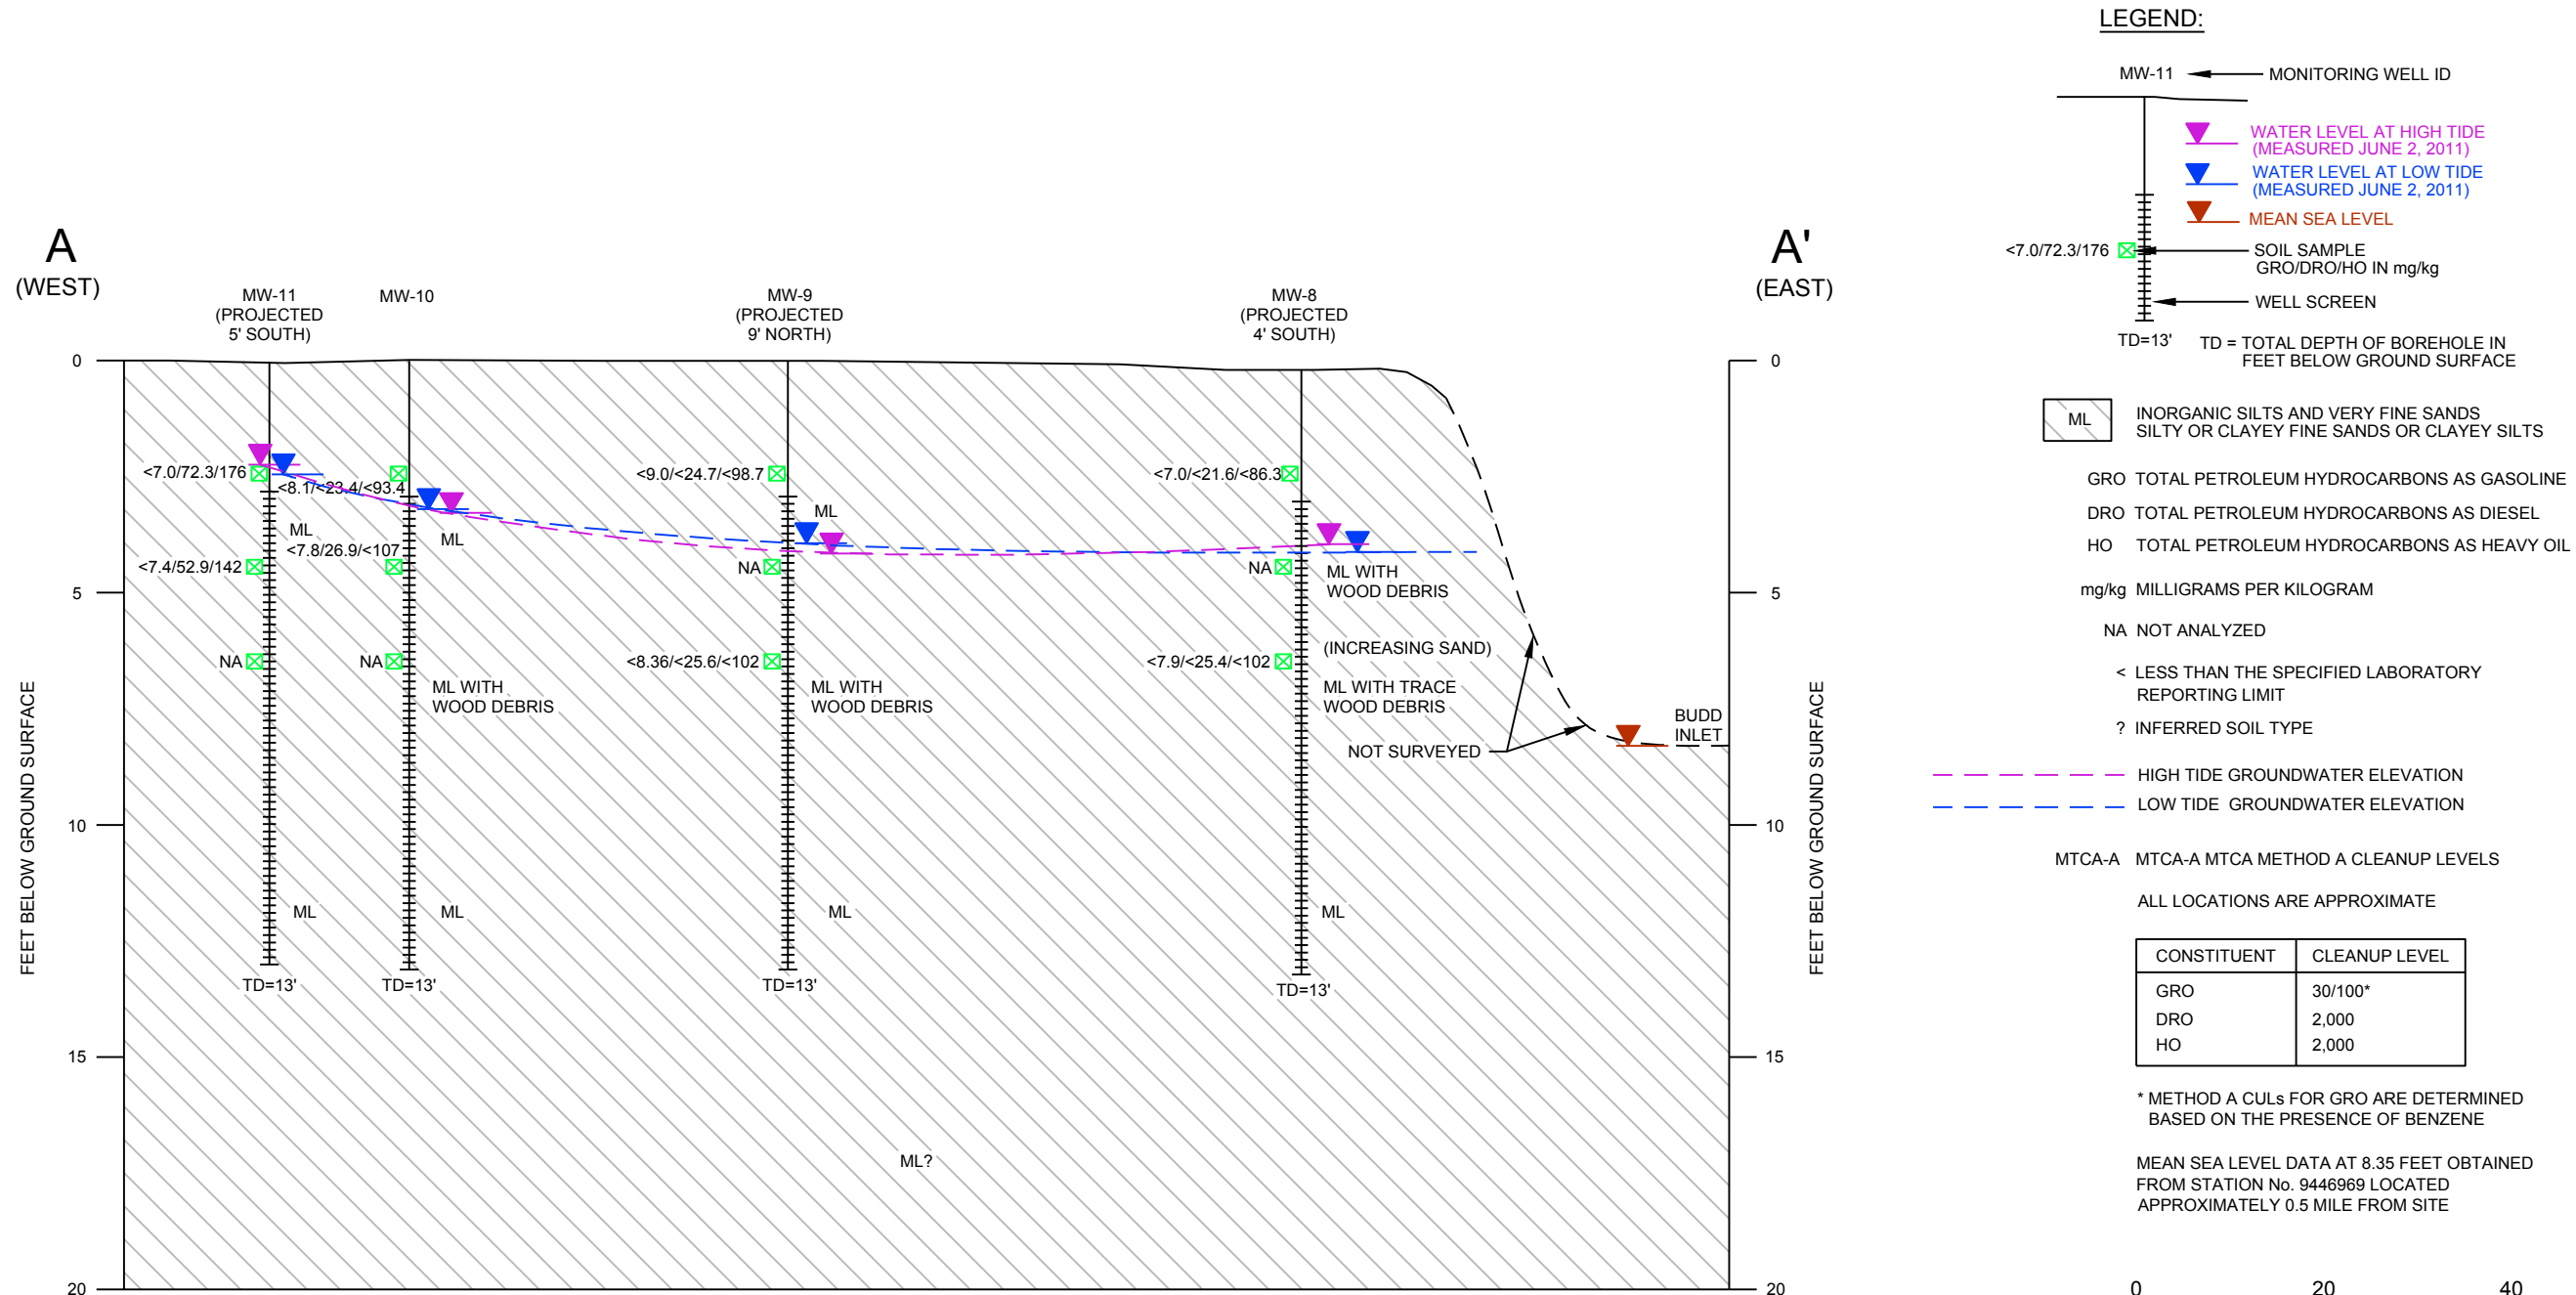 A
(WEST)
MW-11
(PROJECTED
5' SOUTH)
MW-10
MW-9
(PROJECTED
9' NORTH)
MW-8
(PROJECTED
4' SOUTH)
A'
(EAST)
0
5
10
15
20
FEET BELOW GROUND SURFACE
<7.0/72.3/176
<7.4/52.9/142
NA
ML
ML
TD=13'
<8.1/<23.4/<93.4
<7.8/26.9/<107
NA
ML
ML WITH
WOOD DEBRIS
ML
TD=13'
<9.0/<24.7/<98.7
NA
<8.36/<25.6/<102
ML
ML WITH
WOOD DEBRIS
ML
TD=13'
ML?
<7.0/<21.6/<86.3
NA
<7.9/<25.4/<102
ML WITH
WOOD DEBRIS
(INCREASING SAND)
ML WITH TRACE
WOOD DEBRIS
ML
TD=13'
NOT SURVEYED
BUDD
INLET
0
5
10
15
20
FEET BELOW GROUND SURFACE
LEGEND:
MW-11
MONITORING WELL ID
WATER LEVEL AT HIGH TIDE
(MEASURED JUNE 2, 2011)
WATER LEVEL AT LOW TIDE
(MEASURED JUNE 2, 2011)
MEAN SEA LEVEL
<7.0/72.3/176
SOIL SAMPLE
GRO/DRO/HO IN mg/kg
WELL SCREEN
TD=13'
TD = TOTAL DEPTH OF BOREHOLE IN
FEET BELOW GROUND SURFACE
ML
INORGANIC SILTS AND VERY FINE SANDS
SILTY OR CLAYEY FINE SANDS OR CLAYEY SILTS
GRO TOTAL PETROLEUM HYDROCARBONS AS GASOLINE
DRO TOTAL PETROLEUM HYDROCARBONS AS DIESEL
HO TOTAL PETROLEUM HYDROCARBONS AS HEAVY OIL
mg/kg MILLIGRAMS PER KILOGRAM
NA NOT ANALYZED
< LESS THAN THE SPECIFIED LABORATORY
REPORTING LIMIT
? INFERRED SOIL TYPE
HIGH TIDE GROUNDWATER ELEVATION
LOW TIDE GROUNDWATER ELEVATION
MTCA-A MTCA-A MTCA METHOD A CLEANUP LEVELS
ALL LOCATIONS ARE APPROXIMATE
CONSTITUENT CLEANUP LEVEL
GRO 30/100*
DRO 2,000
HO 2,000
* METHOD A CULs FOR GRO ARE DETERMINED
BASED ON THE PRESENCE OF BENZENE
MEAN SEA LEVEL DATA AT 8.35 FEET OBTAINED
FROM STATION No. 9446969 LOCATED
APPROXIMATELY 0.5 MILE FROM SITE
0 20 40